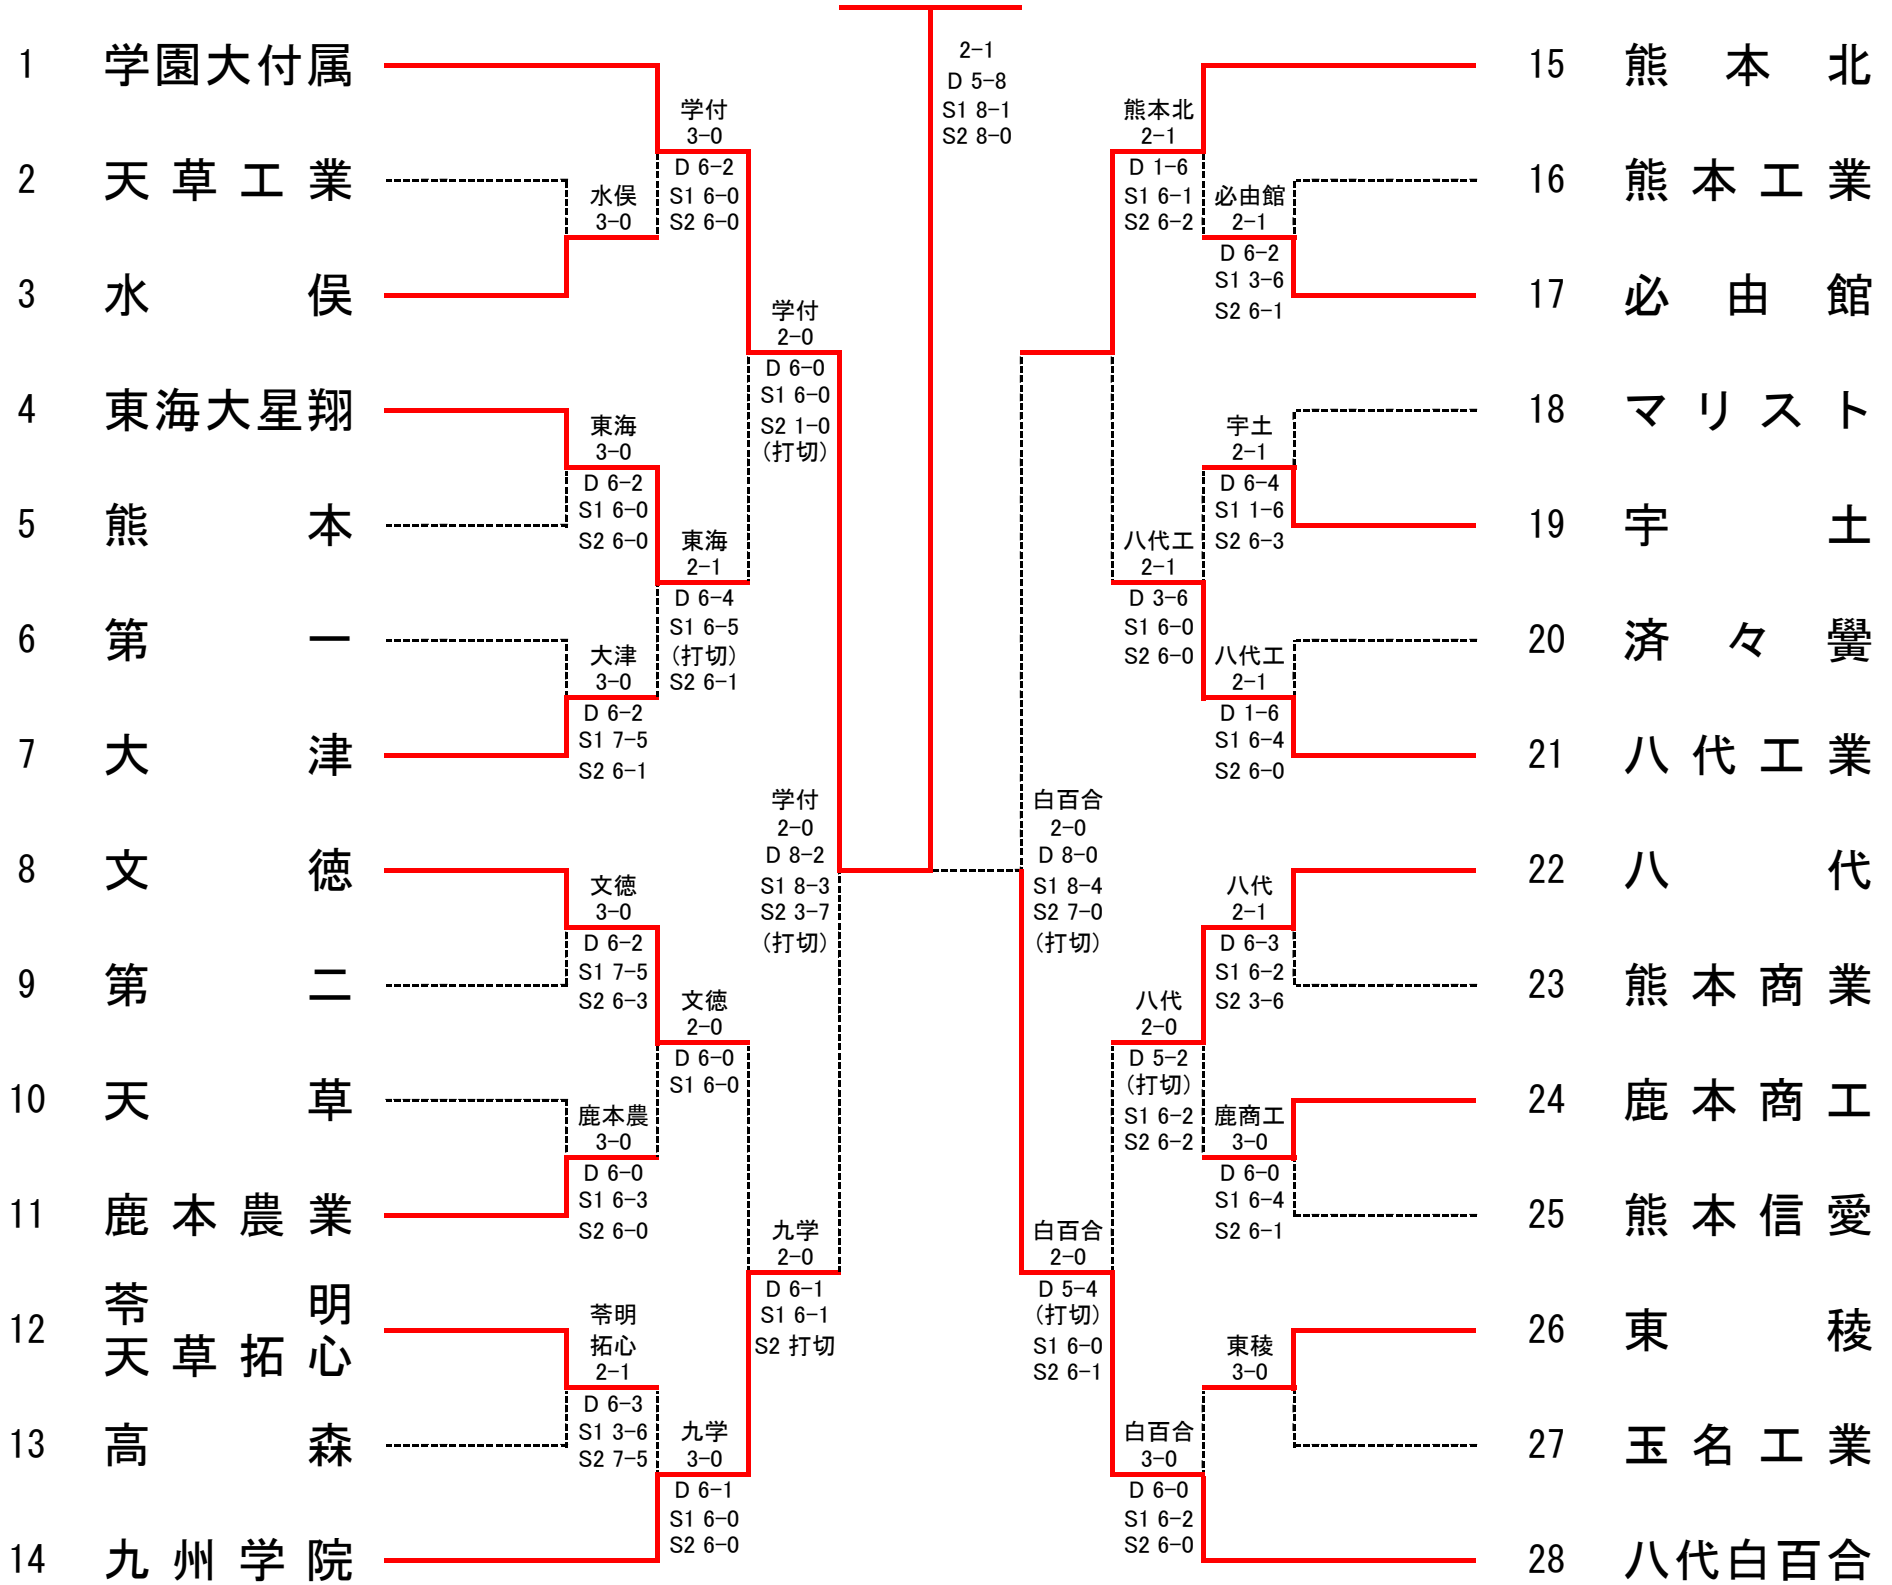 1 学園大付属
2 天草工業
3 水俣
4 東海大星翔
5 熊本
6 第一
7 大津
8 文徳
9 第二
10 天草
11 鹿本農業
12 苓明
天草拓心
13 高森
14 九州学院
水俣
3-0
東海
3-0
D 6-2
S1 6-0
S2 6-0
大津
3-0
D 6-2
S1 7-5
S2 6-1
文徳
3-0
D 6-2
S1 7-5
S2 6-3
鹿本農
3-0
D 6-0
S1 6-3
S2 6-0
苓明
拓心
2-1
D 6-3
S1 3-6
S2 7-5
学付
3-0
D 6-2
S1 6-0
S2 6-0
東海
2-1
D 6-4
S1 6-5
(打切)
S2 6-1
文徳
2-0
D 6-0
S1 6-0
九学
3-0
D 6-1
S1 6-0
S2 6-0
学付
2-0
D 6-0
S1 6-0
S2 1-0
(打切)
九学
2-0
D 6-1
S1 6-1
S2 打切
学付
2-0
D 8-2
S1 8-3
S2 3-7
(打切)
2-1
D 5-8
S1 8-1
S2 8-0
白百合
2-0
D 8-0
S1 8-4
S2 7-0
(打切)
白百合
2-0
D 5-4
(打切)
S1 6-0
S2 6-1
熊本北
2-1
D 1-6
S1 6-1
S2 6-2
八代工
2-1
D 3-6
S1 6-0
S2 6-0
八代
2-0
D 5-2
(打切)
S1 6-2
S2 6-2
白百合
3-0
D 6-0
S1 6-2
S2 6-0
必由館
2-1
D 6-2
S1 3-6
S2 6-1
宇土
2-1
D 6-4
S1 1-6
S2 6-3
八代工
2-1
D 1-6
S1 6-4
S2 6-0
八代
2-1
D 6-3
S1 6-2
S2 3-6
鹿商工
3-0
D 6-0
S1 6-4
S2 6-1
東稜
3-0
15 熊本北
16 熊本工業
17 必由館
18 マリスト
19 宇土
20 済々黌
21 八代工業
22 八代
23 熊本商業
24 鹿本商工
25 熊本信愛
26 東稜
27 玉名工業
28 八代白百合